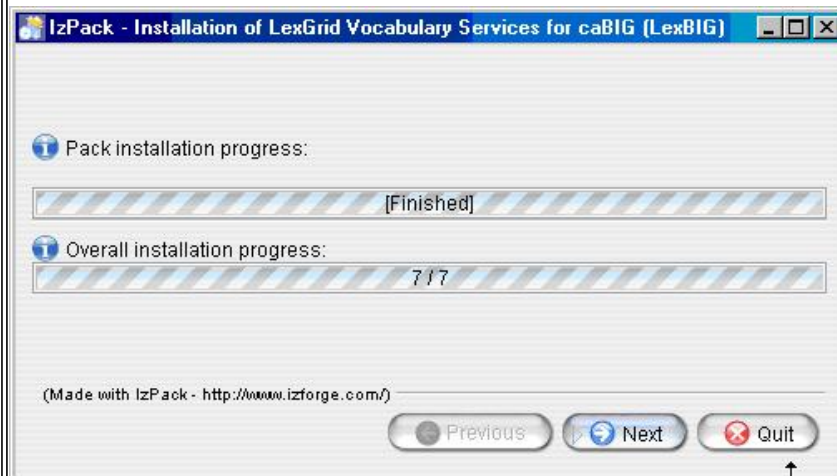 IzPack - Installation of LexGrid Vocabulary Services for caBIG (LexBIG)
Pack installation progress:
[Finished]
Overall installation progress:
7 / 7
(Made with IzPack - http://www.izforge.com/)
Previous Next Quit